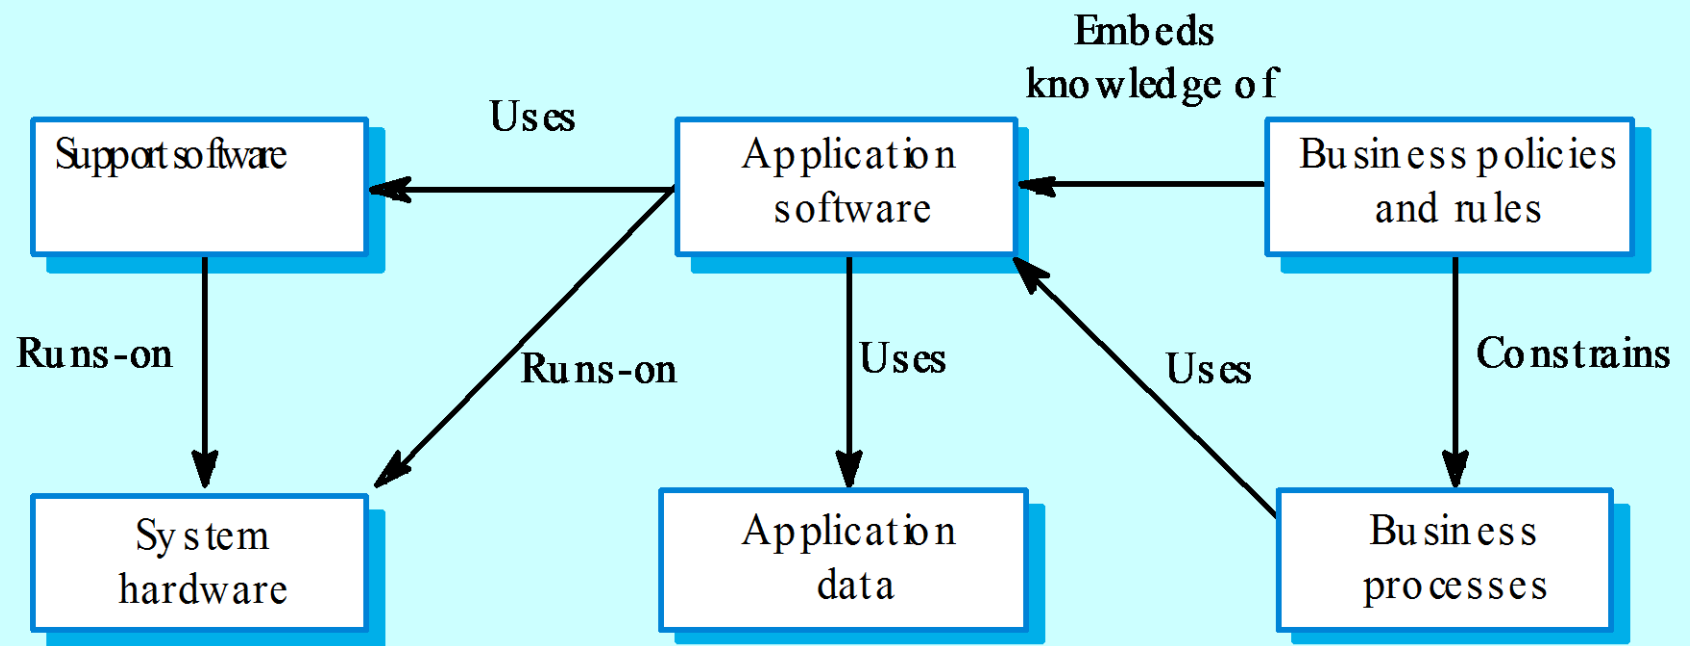 Embeds
knowledge of
Uses
Support software
Application
software
Business policies
and rules
Runs-on
Runs-on
Uses
Uses
Constrains
System
hardware
Application
data
Business
processes